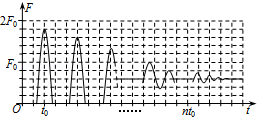 F
2F₀
F₀
O t₀ …… nt₀ t